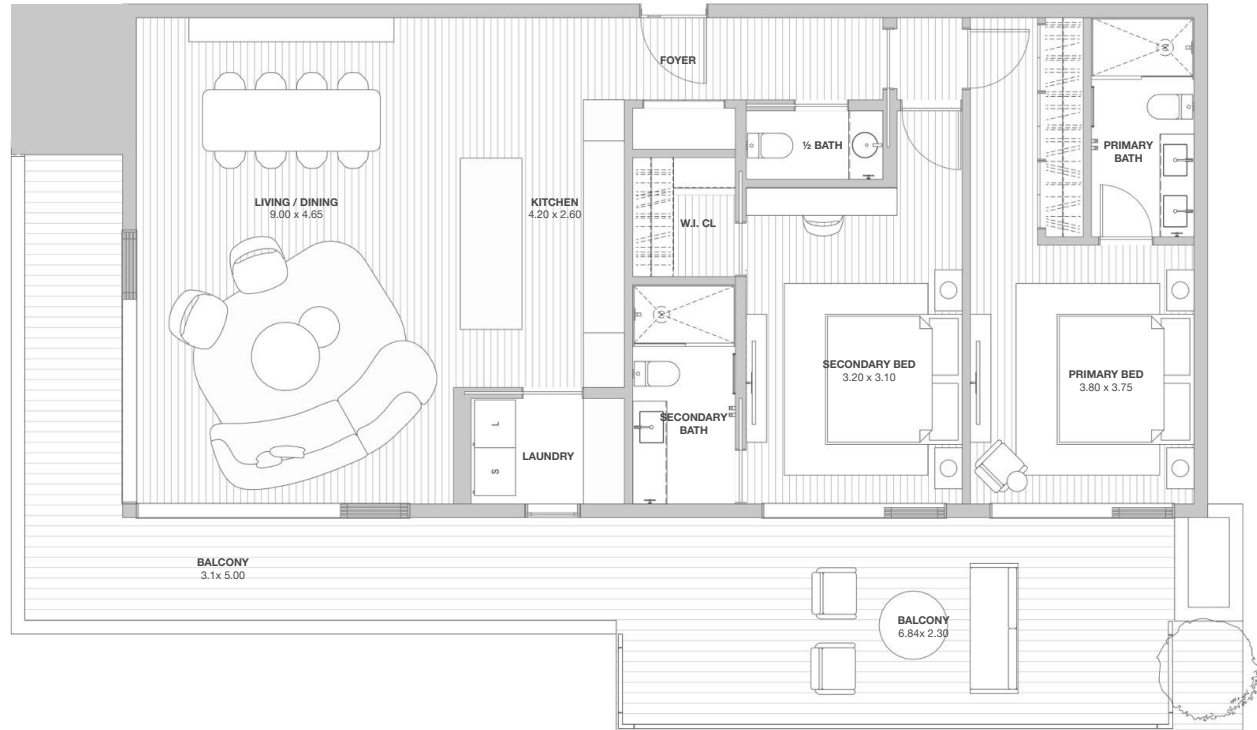 FOYER
½ BATH
PRIMARY
BATH
LIVING / DINING
9.00 x 4.65
KITCHEN
4.20 x 2.60
W.I. CL
SECONDARY BED
3.20 x 3.10
PRIMARY BED
3.80 x 3.75
SECONDARY
BATH
L
S
LAUNDRY
BALCONY
3.1x 5.00
BALCONY
6.84x 2.30